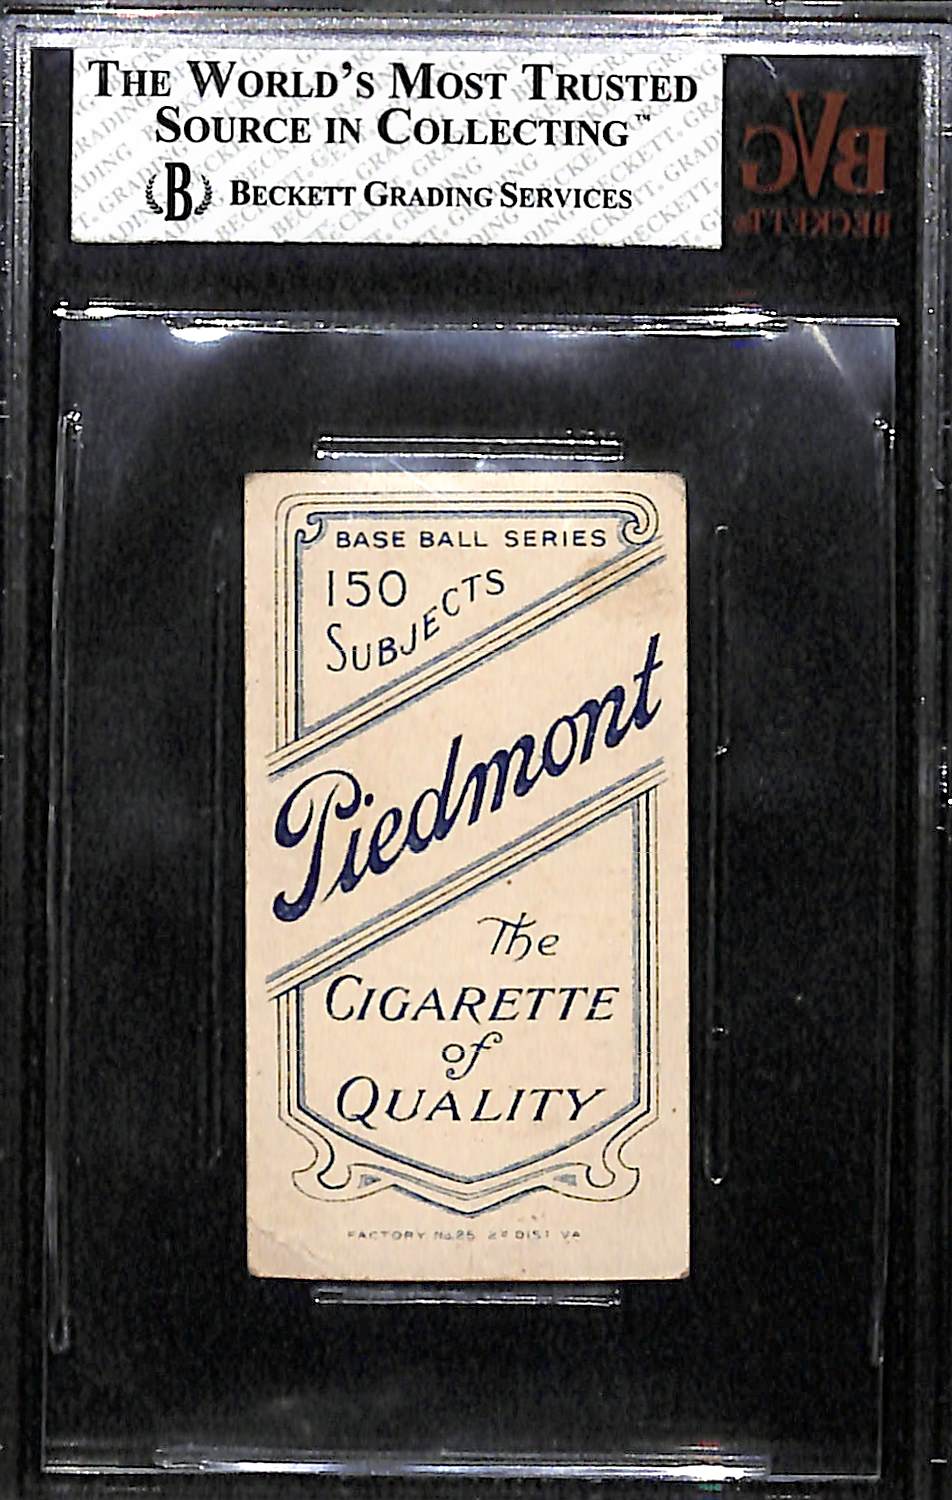 THE WORLD'S MOST TRUSTED
SOURCE IN COLLECTING™
B BECKETT GRADING SERVICES
BVG
BECKETT
BASE BALL SERIES
150
SUBJECTS
Piedmont
The
CIGARETTE
of
QUALITY
FACTORY No. 25 2D DIST VA